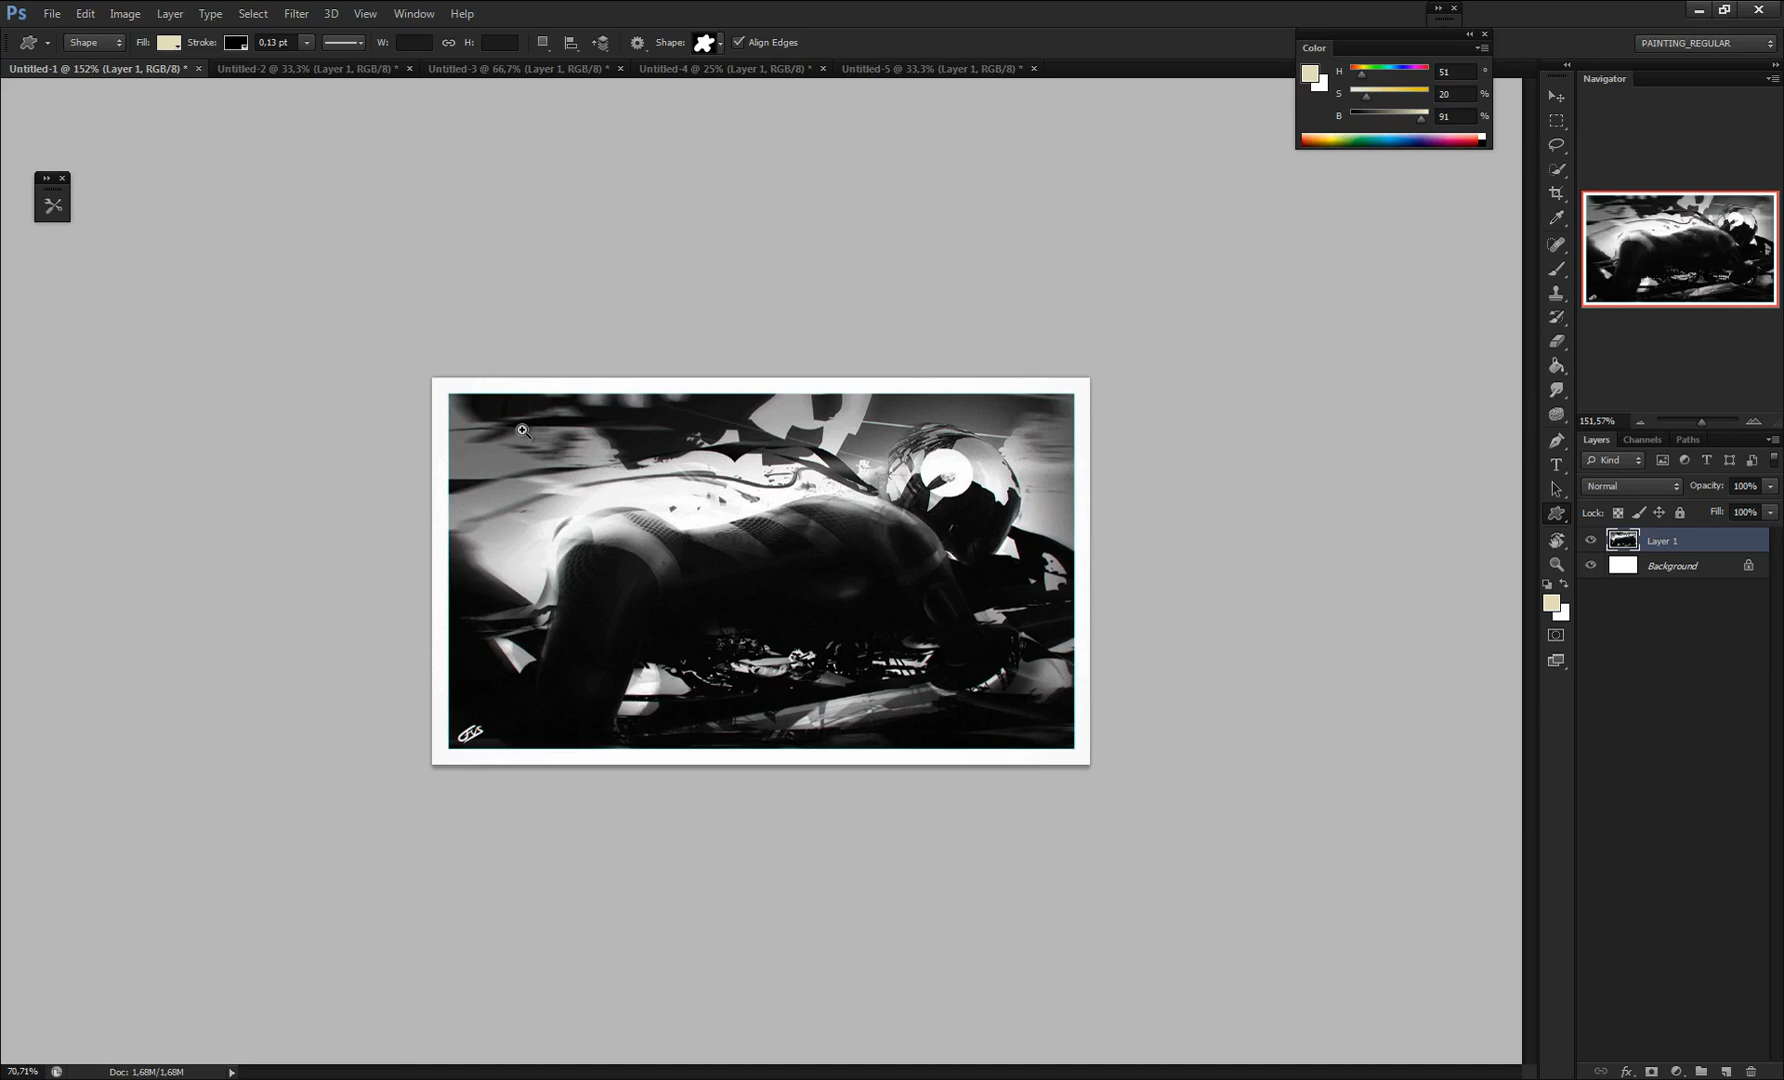 Ps File Edit Image Layer Type Select Filter 3D View Window Help
Shape Fill: Stroke: 0,13 pt W: H: Shape: Align Edges
PAINTING_REGULAR
Untitled-1 @ 152% (Layer 1, RGB/8) * Untitled-2 @ 33,3% (Layer 1, RGB/8) * Untitled-3 @ 66,7% (Layer 1, RGB/8) * Untitled-4 @ 25% (Layer 1, RGB/8) * Untitled-5 @ 33,3% (Layer 1, RGB/8) *
Color
H 51 °
S 20 %
B 91 %
Navigator
151,57%
Layers Channels Paths
Kind
Normal Opacity: 100%
Lock: Fill: 100%
Layer 1
Background
70,71% Doc: 1,68M/1,68M